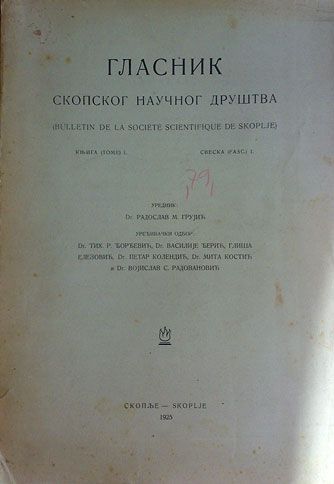 ГЛАСНИК
СКОПСКОГ НАУЧНОГ ДРУШТВА
(BULLETIN DE LA SOCIÉTÉ SCIENTIFIQUE DE SKOPLJE)
КЊИГА (TOME) I. СВЕСКА (FASC.) 1.
79
УРЕДНИК:
Dr. РАДОСЛАВ М. ГРУЈИЋ
УРЕЂИВАЧКИ ОДБОР:
Dr. ТИХ. Р. ЂОРЂЕВИЋ, Dr. ВАСИЛИЈЕ ЂЕРИЋ, ГЛИША
ЕЛЕЗОВИЋ, Dr. ПЕТАР КОЛЕНДИЋ, Dr. МИТА КОСТИЋ
и Dr. ВОЈИСЛАВ С. РАДОВАНОВИЋ
СКОПЉЕ — SKOPLJE
1925